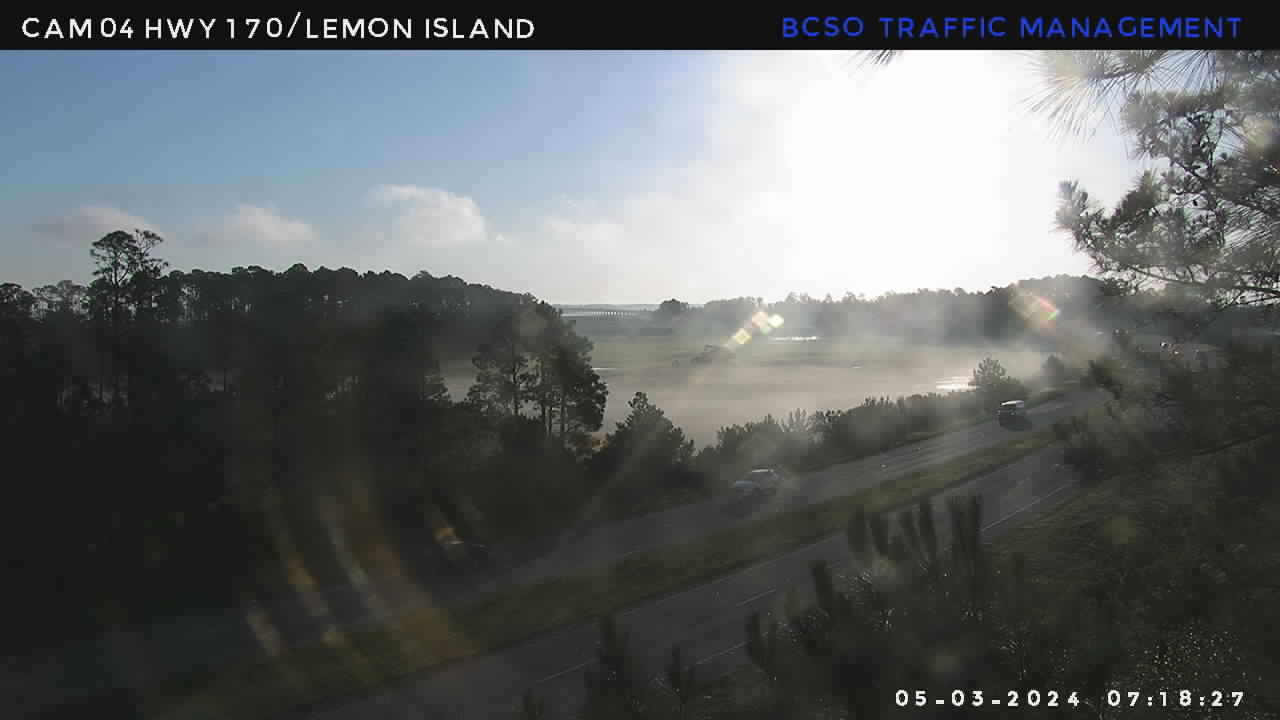 CAM04 HWY 170/LEMON ISLAND
BCSO TRAFFIC MANAGEMENT
05-03-2024 07:18:27